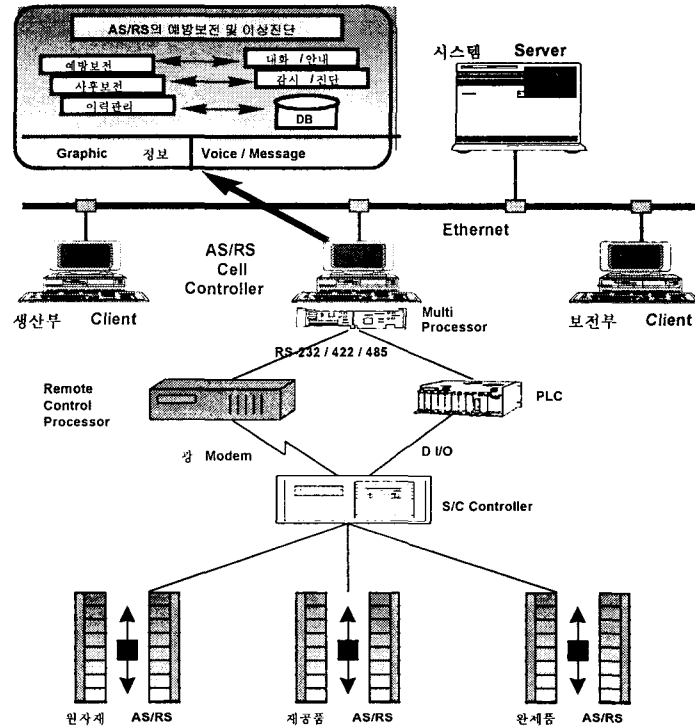 AS/RS의 예방보전 및 이상진단
예방보전
대화 / 안내
사후보전
감시 / 진단
이력관리
DB
Graphic 정보
Voice / Message
시스템 Server
Ethernet
AS/RS
Cell
Controller
생산부 Client
Multi
Processor
보전부 Client
RS-232 / 422 / 485
Remote
Control
Processor
PLC
광 Modem
D I/O
S/C Controller
원자재 AS/RS
재공품 AS/RS
완제품 AS/RS